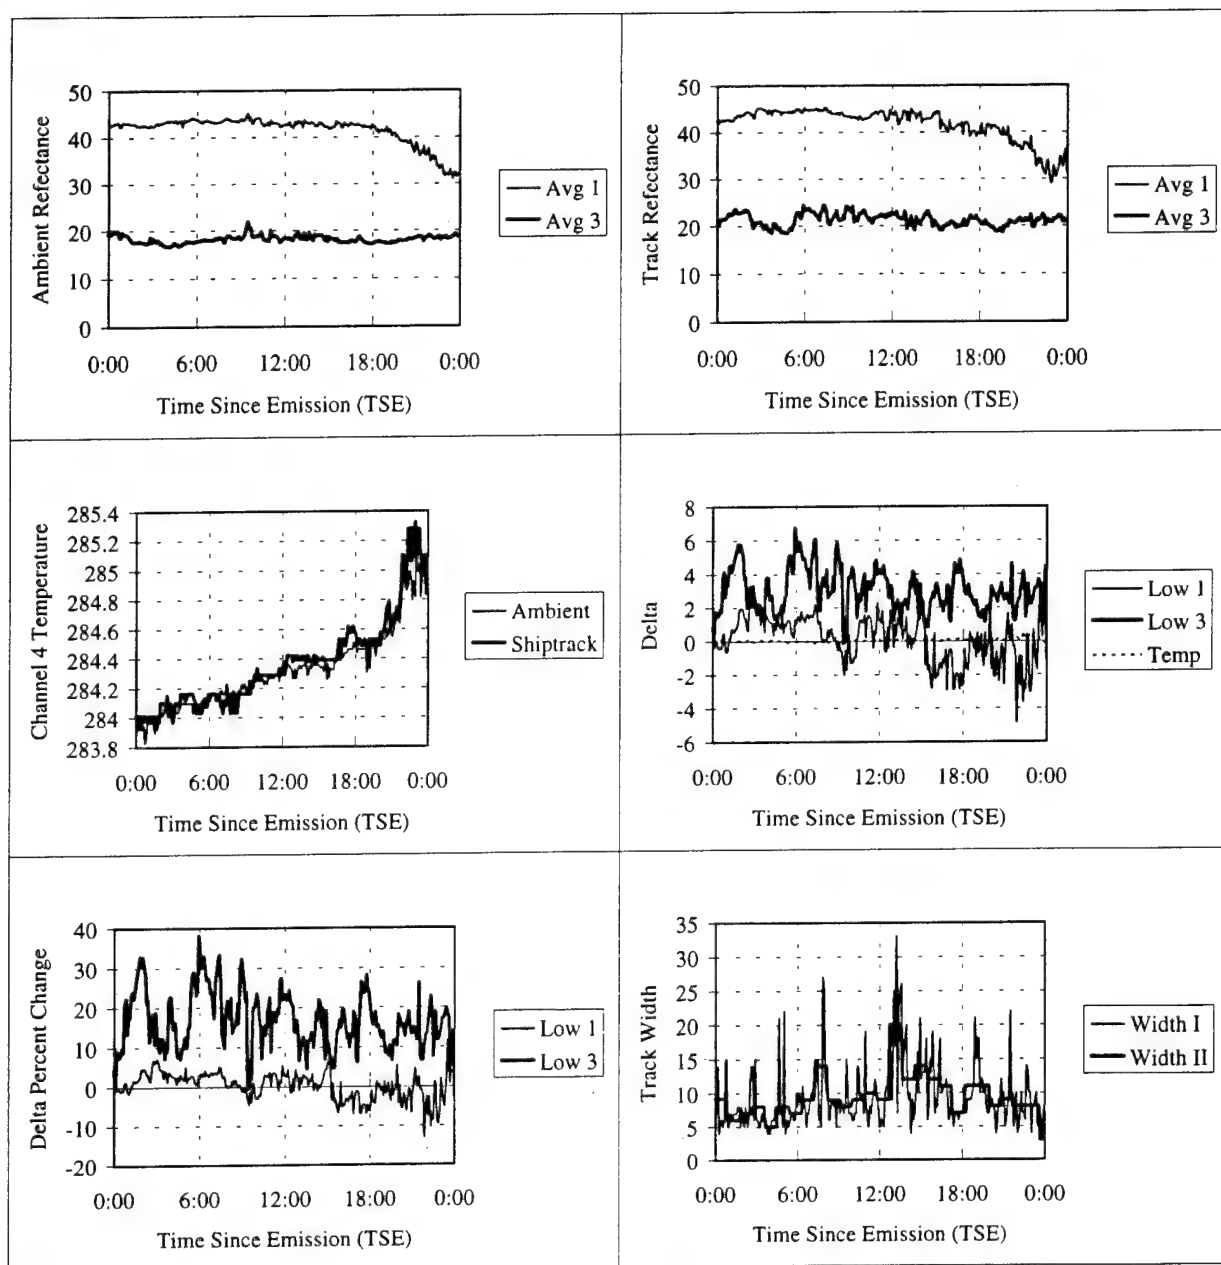 50
40
30
20
10
0
Ambient Refectance
0:00 6:00 12:00 18:00 0:00
Time Since Emission (TSE)
Avg 1
Avg 3
50
40
30
20
10
0
Track Refectance
0:00 6:00 12:00 18:00 0:00
Time Since Emission (TSE)
Avg 1
Avg 3
285.4
285.2
285
284.8
284.6
284.4
284.2
284
283.8
Channel 4 Temperature
0:00 6:00 12:00 18:00 0:00
Time Since Emission (TSE)
Ambient
Shiptrack
8
6
4
2
0
-2
-4
-6
Delta
0:00 6:00 12:00 18:00 0:00
Time Since Emission (TSE)
Low 1
Low 3
Temp
40
30
20
10
0
-10
-20
Delta Percent Change
0:00 6:00 12:00 18:00 0:00
Time Since Emission (TSE)
Low 1
Low 3
35
30
25
20
15
10
5
0
Track Width
0:00 6:00 12:00 18:00 0:00
Time Since Emission (TSE)
Width I
Width II